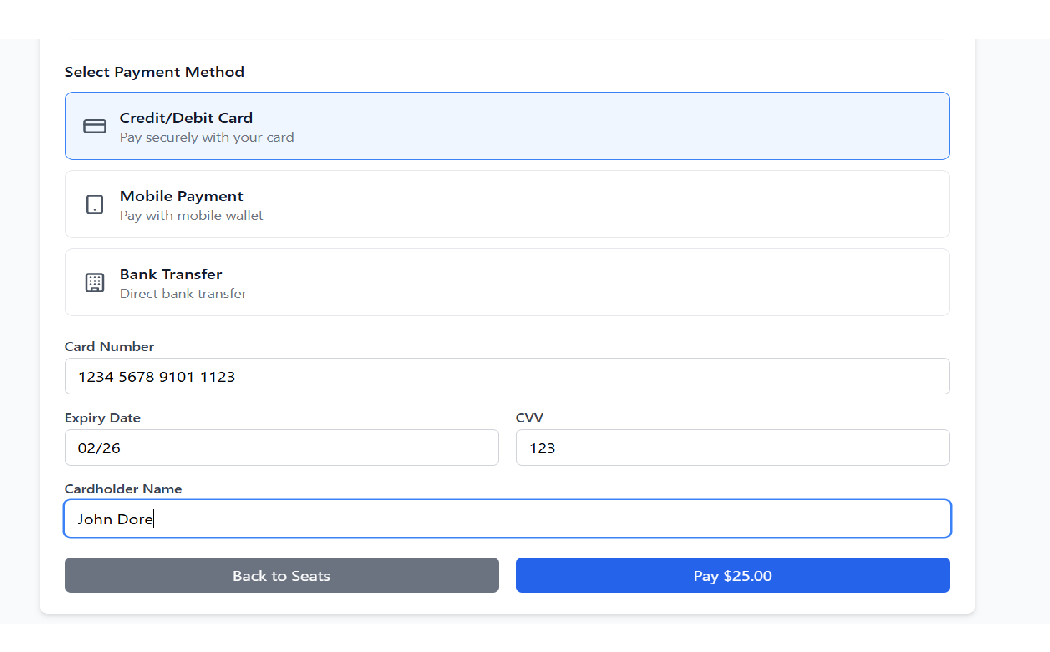 Select Payment Method
Credit/Debit Card
Pay securely with your card
Mobile Payment
Pay with mobile wallet
Bank Transfer
Direct bank transfer
Card Number
1234 5678 9101 1123
Expiry Date
CVV
02/26
123
Cardholder Name
John Dore
Back to Seats
Pay $25.00